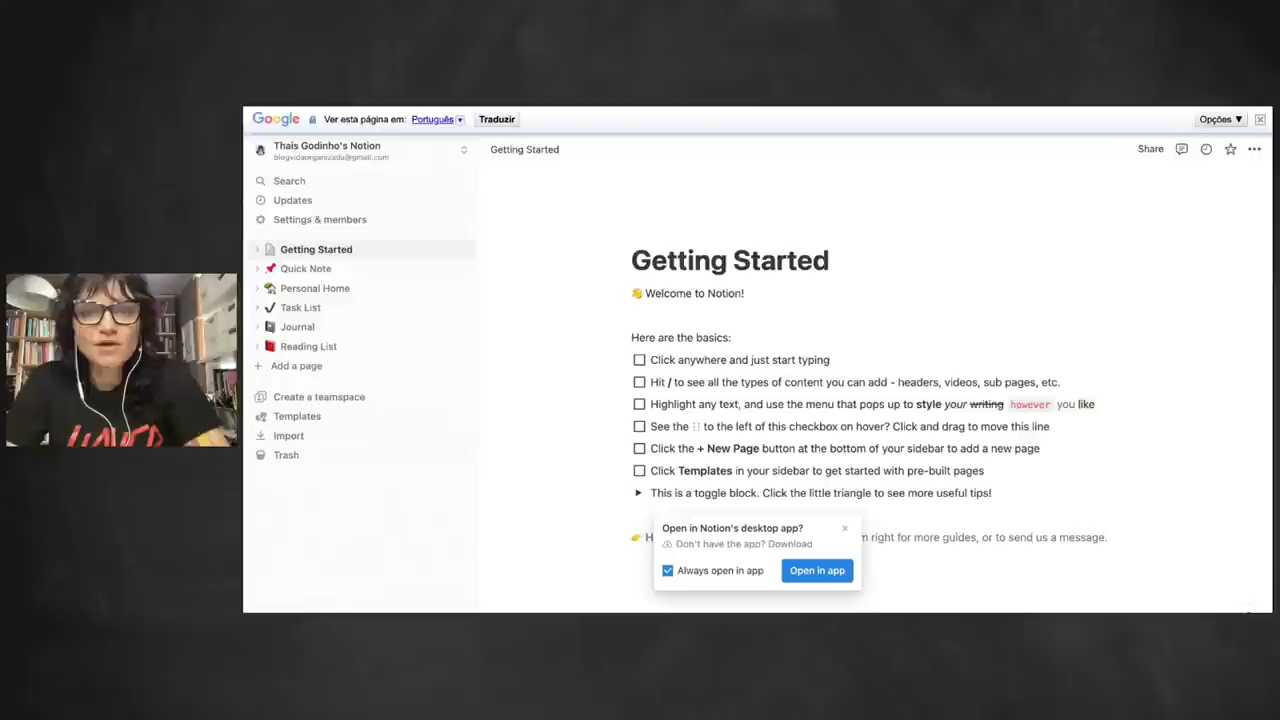 Google Ver esta página em: Português Traduzir Opções ▼
Thais Godinho's Notion
blogvidaorganizada@gmail.com
Getting Started
Share
Search
Updates
Settings & members
Getting Started
Quick Note
Personal Home
Task List
Journal
Reading List
Add a page
Create a teamspace
Templates
Import
Trash
Getting Started
👋 Welcome to Notion!
Here are the basics:
Click anywhere and just start typing
Hit / to see all the types of content you can add - headers, videos, sub pages, etc.
Highlight any text, and use the menu that pops up to style your writing however you like
See the ⋮⋮ to the left of this checkbox on hover? Click and drag to move this line
Click the + New Page button at the bottom of your sidebar to add a new page
Click Templates in your sidebar to get started with pre-built pages
This is a toggle block. Click the little triangle to see more useful tips!
right for more guides, or to send us a message.
Open in Notion's desktop app?
Don't have the app? Download
Always open in app
Open in app